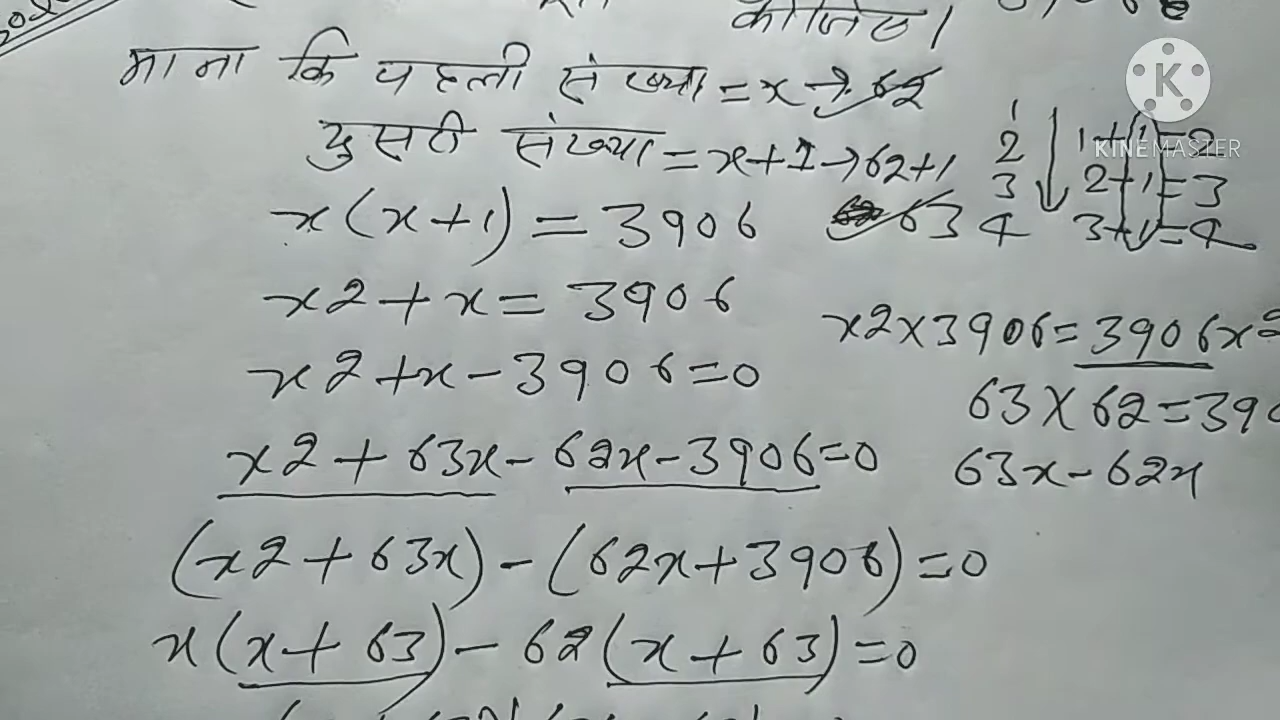 कीजिए।
माना कि पहली संख्या = x → 62
दुसरी संख्या = x+1 → 62+1
63
x(x+1) = 3906
x2+x = 3906
x2+x-3906=0
x2+63x-62x-3906=0
(x2+63x)-(62x+3906)=0
x(x+63)-62(x+63)=0
1
2
3
4
1+1=2
2+1=3
3+1=4
x2×3906=3906x2
63×62=390
63x-62x
KINEMASTER